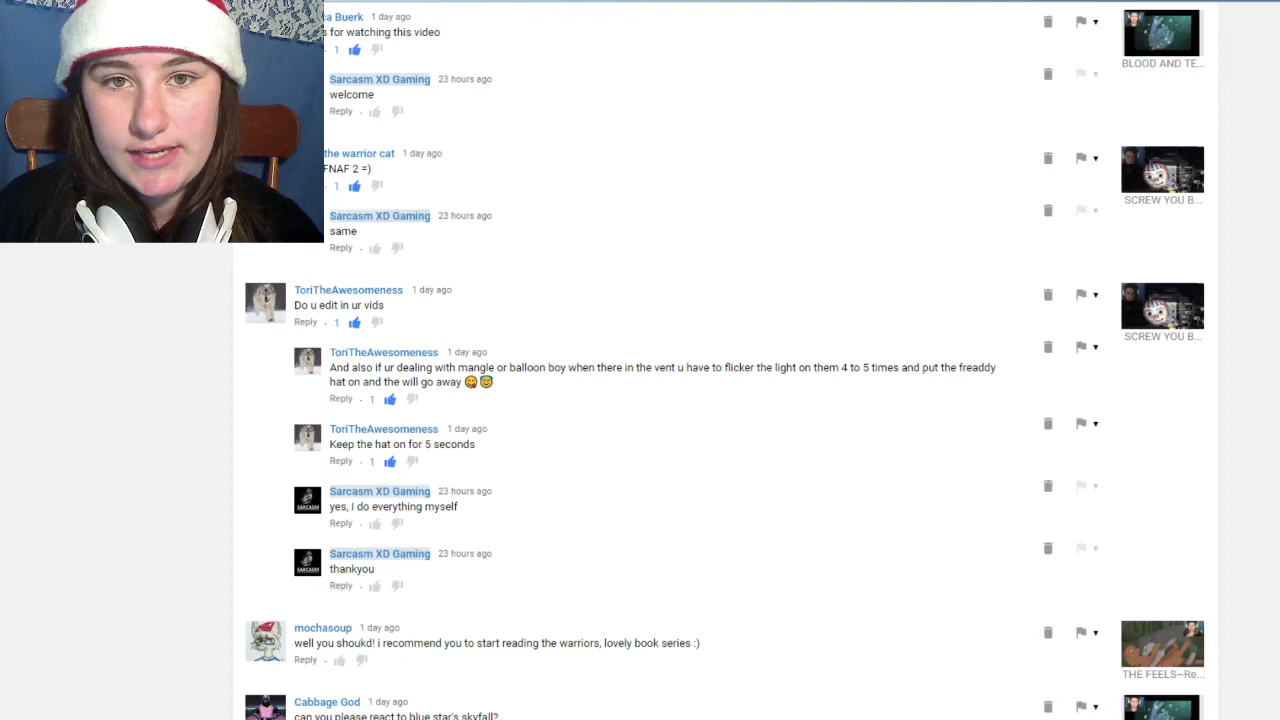 ca Buerk 1 day ago
s for watching this video
1
BLOOD AND TE...
Sarcasm XD Gaming 23 hours ago
welcome
Reply
the warrior cat 1 day ago
FNAF 2 =)
1
SCREW YOU B...
Sarcasm XD Gaming 23 hours ago
same
Reply
ToriTheAwesomeness 1 day ago
Do u edit in ur vids
Reply 1
SCREW YOU B...
ToriTheAwesomeness 1 day ago
And also if ur dealing with mangle or balloon boy when there in the vent u have to flicker the light on them 4 to 5 times and put the freaddy
hat on and the will go away 😋 😇
Reply 1
ToriTheAwesomeness 1 day ago
Keep the hat on for 5 seconds
Reply 1
SARCASM
Sarcasm XD Gaming 23 hours ago
yes, I do everything myself
Reply
SARCASM
Sarcasm XD Gaming 23 hours ago
thankyou
Reply
mochasoup 1 day ago
well you shoukd! i recommend you to start reading the warriors, lovely book series :)
Reply
THE FEELS~Re...
Cabbage God 1 day ago
can you please react to blue star's skyfall?